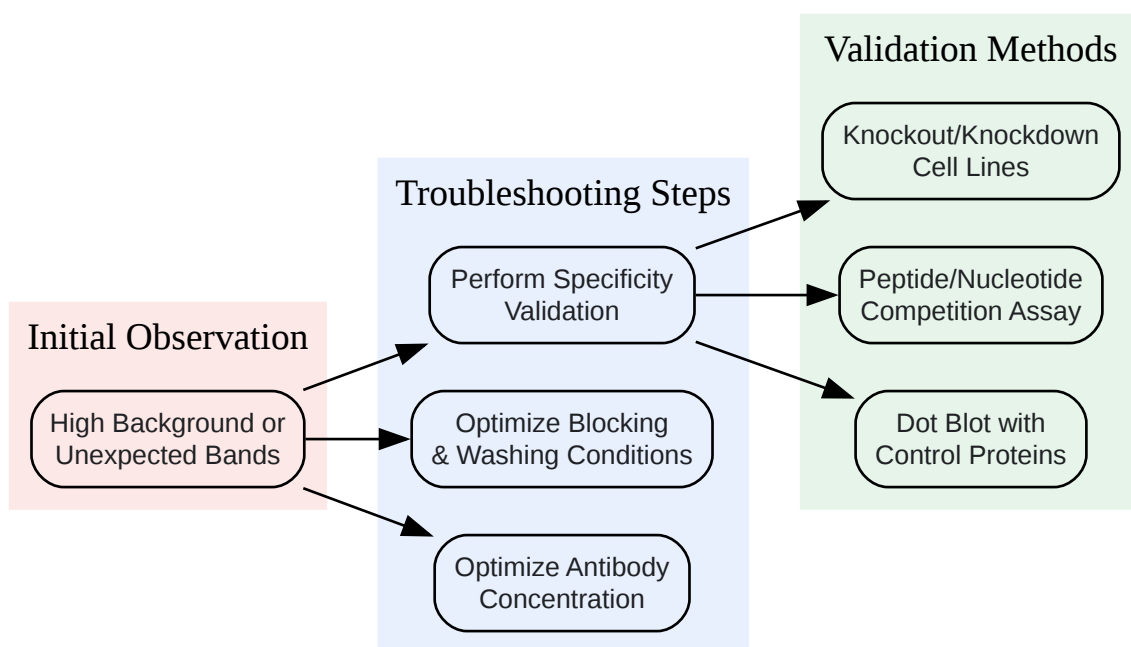 Initial Observation
High Background or
Unexpected Bands
Troubleshooting Steps
Perform Specificity
Validation
Optimize Blocking
& Washing Conditions
Optimize Antibody
Concentration
Validation Methods
Knockout/Knockdown
Cell Lines
Peptide/Nucleotide
Competition Assay
Dot Blot with
Control Proteins